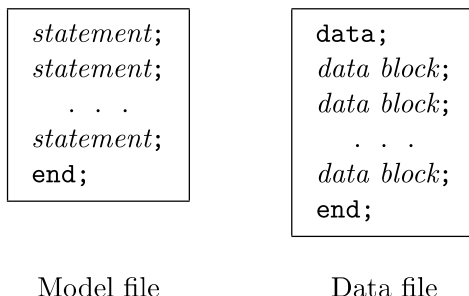 statement;
statement;
. . .
statement;
end;
Model file
data;
data block;
data block;
. . .
data block;
end;
Data file